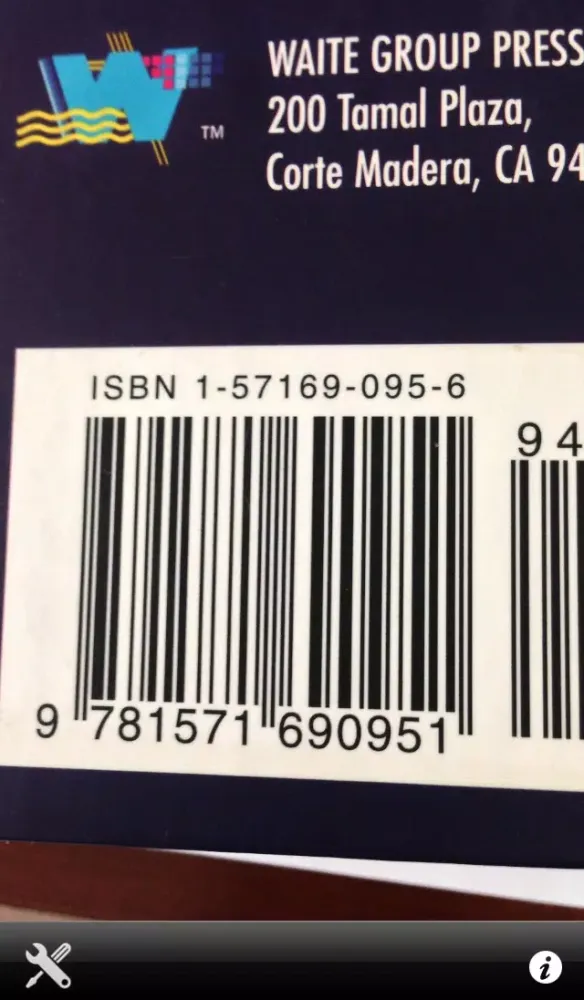 WAITE GROUP PRESS
200 Tamal Plaza,
Corte Madera, CA 94
TM
ISBN 1-57169-095-6
94
9 781571 690951